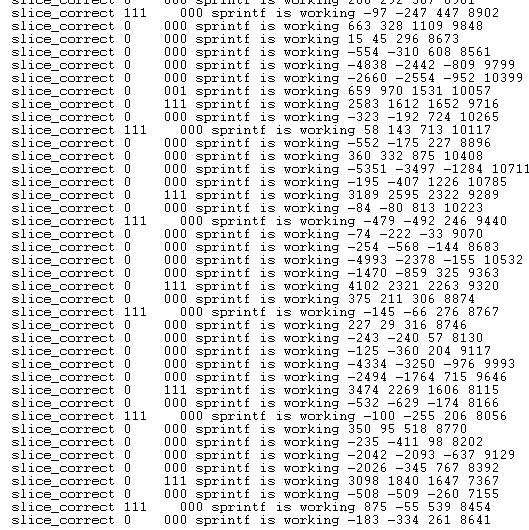 slice_correct 111 000 sprintf is working -97 -247 447 8902
slice_correct 0 000 sprintf is working 663 328 1109 9848
slice_correct 0 000 sprintf is working 15 45 296 8673
slice_correct 0 000 sprintf is working -554 -310 608 8561
slice_correct 0 000 sprintf is working -4838 -2442 -809 9799
slice_correct 0 000 sprintf is working -2660 -2554 -952 10399
slice_correct 0 001 sprintf is working 659 970 1531 10057
slice_correct 0 111 sprintf is working 2583 1612 1652 9716
slice_correct 0 000 sprintf is working -323 -192 724 10265
slice_correct 111 000 sprintf is working 58 143 713 10117
slice_correct 0 000 sprintf is working -552 -175 227 8896
slice_correct 0 000 sprintf is working 360 332 875 10408
slice_correct 0 000 sprintf is working -5351 -3497 -1284 10711
slice_correct 0 000 sprintf is working -195 -407 1226 10785
slice_correct 0 111 sprintf is working 3189 2595 2322 9289
slice_correct 0 000 sprintf is working -84 -80 813 10223
slice_correct 111 000 sprintf is working -479 -492 246 9440
slice_correct 0 000 sprintf is working -74 -222 -33 9070
slice_correct 0 000 sprintf is working -254 -568 -144 8683
slice_correct 0 000 sprintf is working -4993 -2378 -155 10532
slice_correct 0 000 sprintf is working -1470 -859 325 9363
slice_correct 0 111 sprintf is working 4102 2321 2263 9320
slice_correct 0 000 sprintf is working 375 211 306 8874
slice_correct 111 000 sprintf is working -145 -66 276 8767
slice_correct 0 000 sprintf is working 227 29 316 8746
slice_correct 0 000 sprintf is working -243 -240 57 8130
slice_correct 0 000 sprintf is working -125 -360 204 9117
slice_correct 0 000 sprintf is working -4334 -3250 -976 9993
slice_correct 0 000 sprintf is working -2494 -1764 715 9646
slice_correct 0 111 sprintf is working 3474 2269 1606 8115
slice_correct 0 000 sprintf is working -532 -629 -174 8166
slice_correct 111 000 sprintf is working -100 -255 206 8056
slice_correct 0 000 sprintf is working 350 95 518 8770
slice_correct 0 000 sprintf is working -235 -411 98 8202
slice_correct 0 000 sprintf is working -2042 -2093 -637 9129
slice_correct 0 000 sprintf is working -2026 -345 767 8392
slice_correct 0 111 sprintf is working 3098 1840 1647 7367
slice_correct 0 000 sprintf is working -508 -509 -260 7155
slice_correct 111 000 sprintf is working 875 -55 539 8454
slice_correct 0 000 sprintf is working -183 -334 261 8641